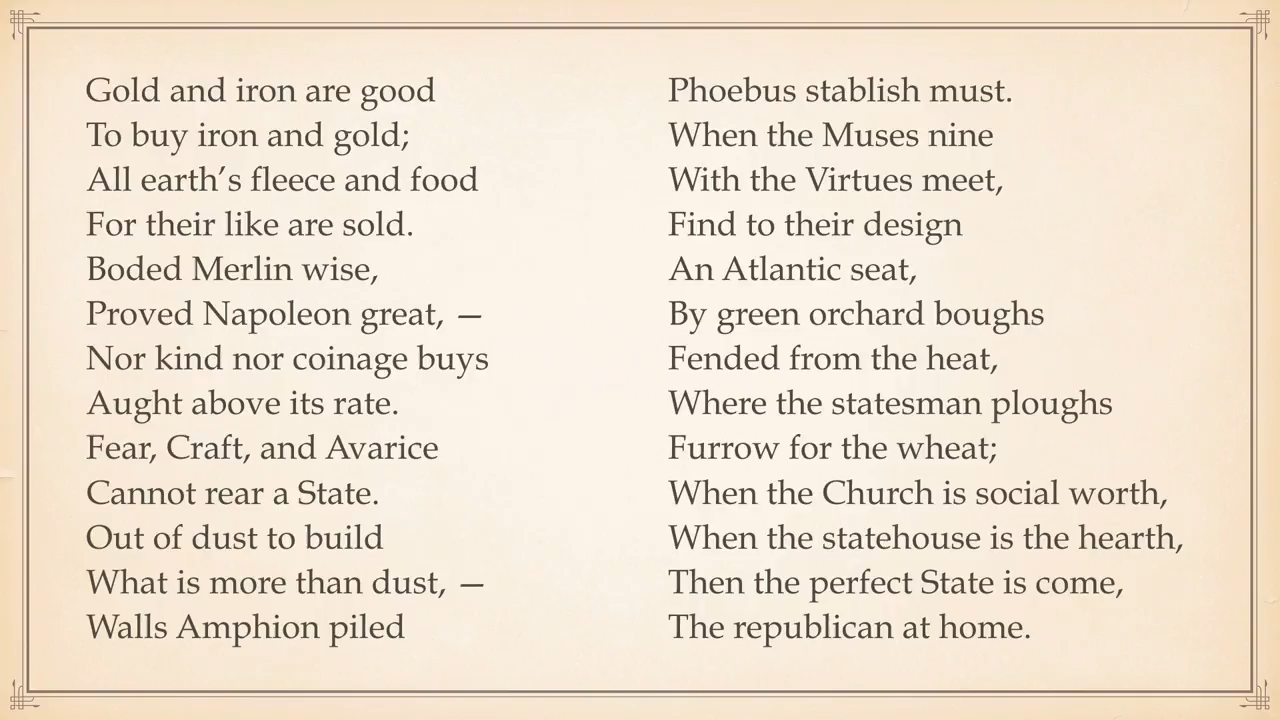 Gold and iron are good
To buy iron and gold;
All earth’s fleece and food
For their like are sold.
Boded Merlin wise,
Proved Napoleon great, —
Nor kind nor coinage buys
Aught above its rate.
Fear, Craft, and Avarice
Cannot rear a State.
Out of dust to build
What is more than dust, —
Walls Amphion piled
Phoebus stablish must.
When the Muses nine
With the Virtues meet,
Find to their design
An Atlantic seat,
By green orchard boughs
Fended from the heat,
Where the statesman ploughs
Furrow for the wheat;
When the Church is social worth,
When the statehouse is the hearth,
Then the perfect State is come,
The republican at home.